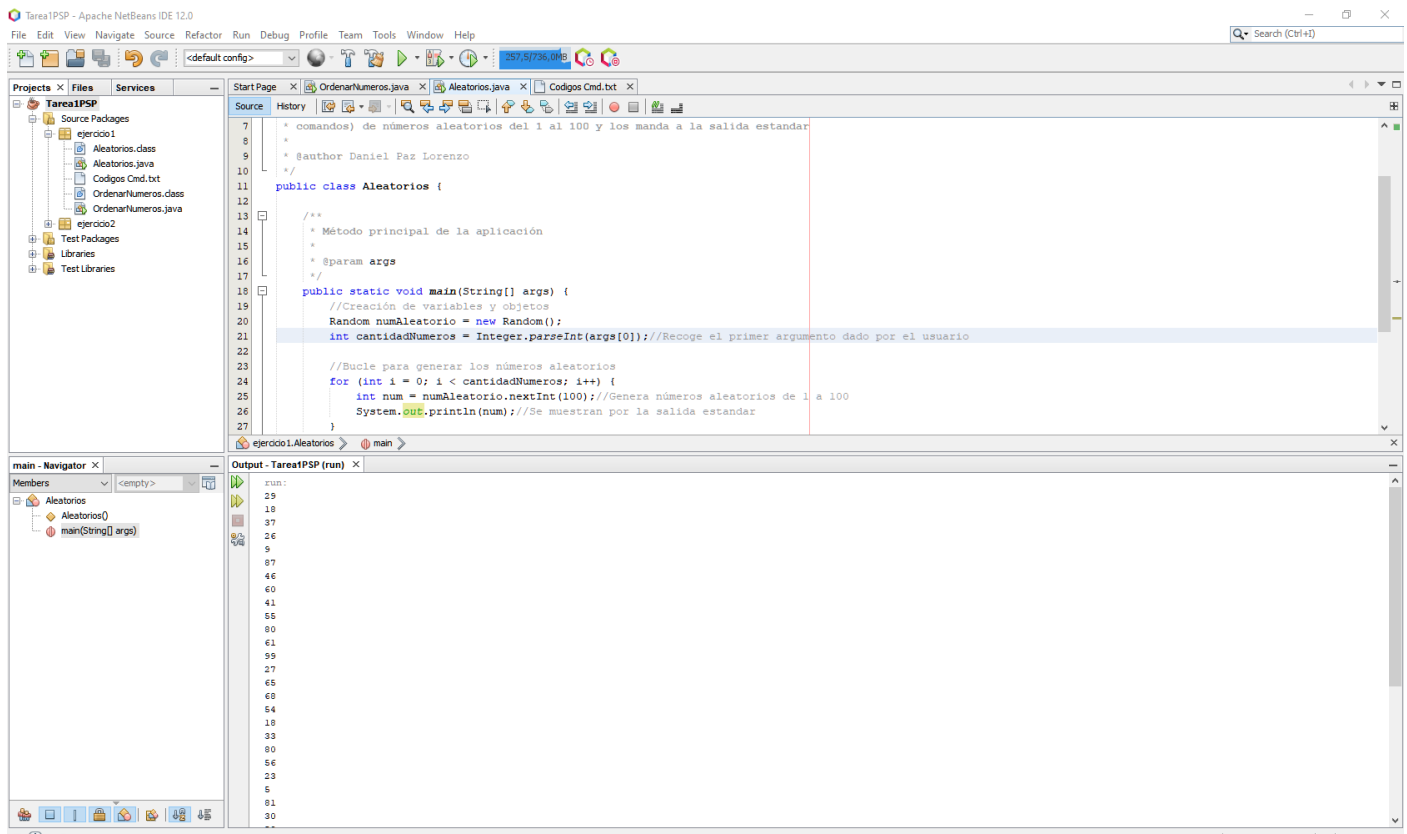 Tarea1PSP - Apache NetBeans IDE 12.0
File Edit View Navigate Source Refactor Run Debug Profile Team Tools Window Help
Search (Ctrl+I)
<default config>
257,5/736,0MB
Projects Files Services
Tarea1PSP
Source Packages
ejercicio1
Aleatorios.class
Aleatorios.java
Codigos Cmd.txt
OrdenarNumeros.class
OrdenarNumeros.java
ejercicio2
Test Packages
Libraries
Test Libraries
Start Page OrdenarNumeros.java Aleatorios.java Codigos Cmd.txt
Source History
7 * comandos) de números aleatorios del 1 al 100 y los manda a la salida estandar
8 *
9 * @author Daniel Paz Lorenzo
10 */
11 public class Aleatorios {
12
13 /**
14 * Método principal de la aplicación
15 *
16 * @param args
17 */
18 public static void main(String[] args) {
19 //Creación de variables y objetos
20 Random numAleatorio = new Random();
21 int cantidadNumeros = Integer.parseInt(args[0]);//Recoge el primer argumento dado por el usuario
22
23 //Bucle para generar los números aleatorios
24 for (int i = 0; i < cantidadNumeros; i++) {
25 int num = numAleatorio.nextInt(100);//Genera números aleatorios de 1 a 100
26 System.out.println(num);//Se muestran por la salida estandar
27 }
ejercicio1.Aleatorios main
main - Navigator
Members <empty>
Aleatorios
Aleatorios()
main(String[] args)
Output - Tarea1PSP (run)
run:
29
18
37
26
9
87
46
60
41
55
80
61
99
27
65
68
54
18
33
80
56
23
5
81
30